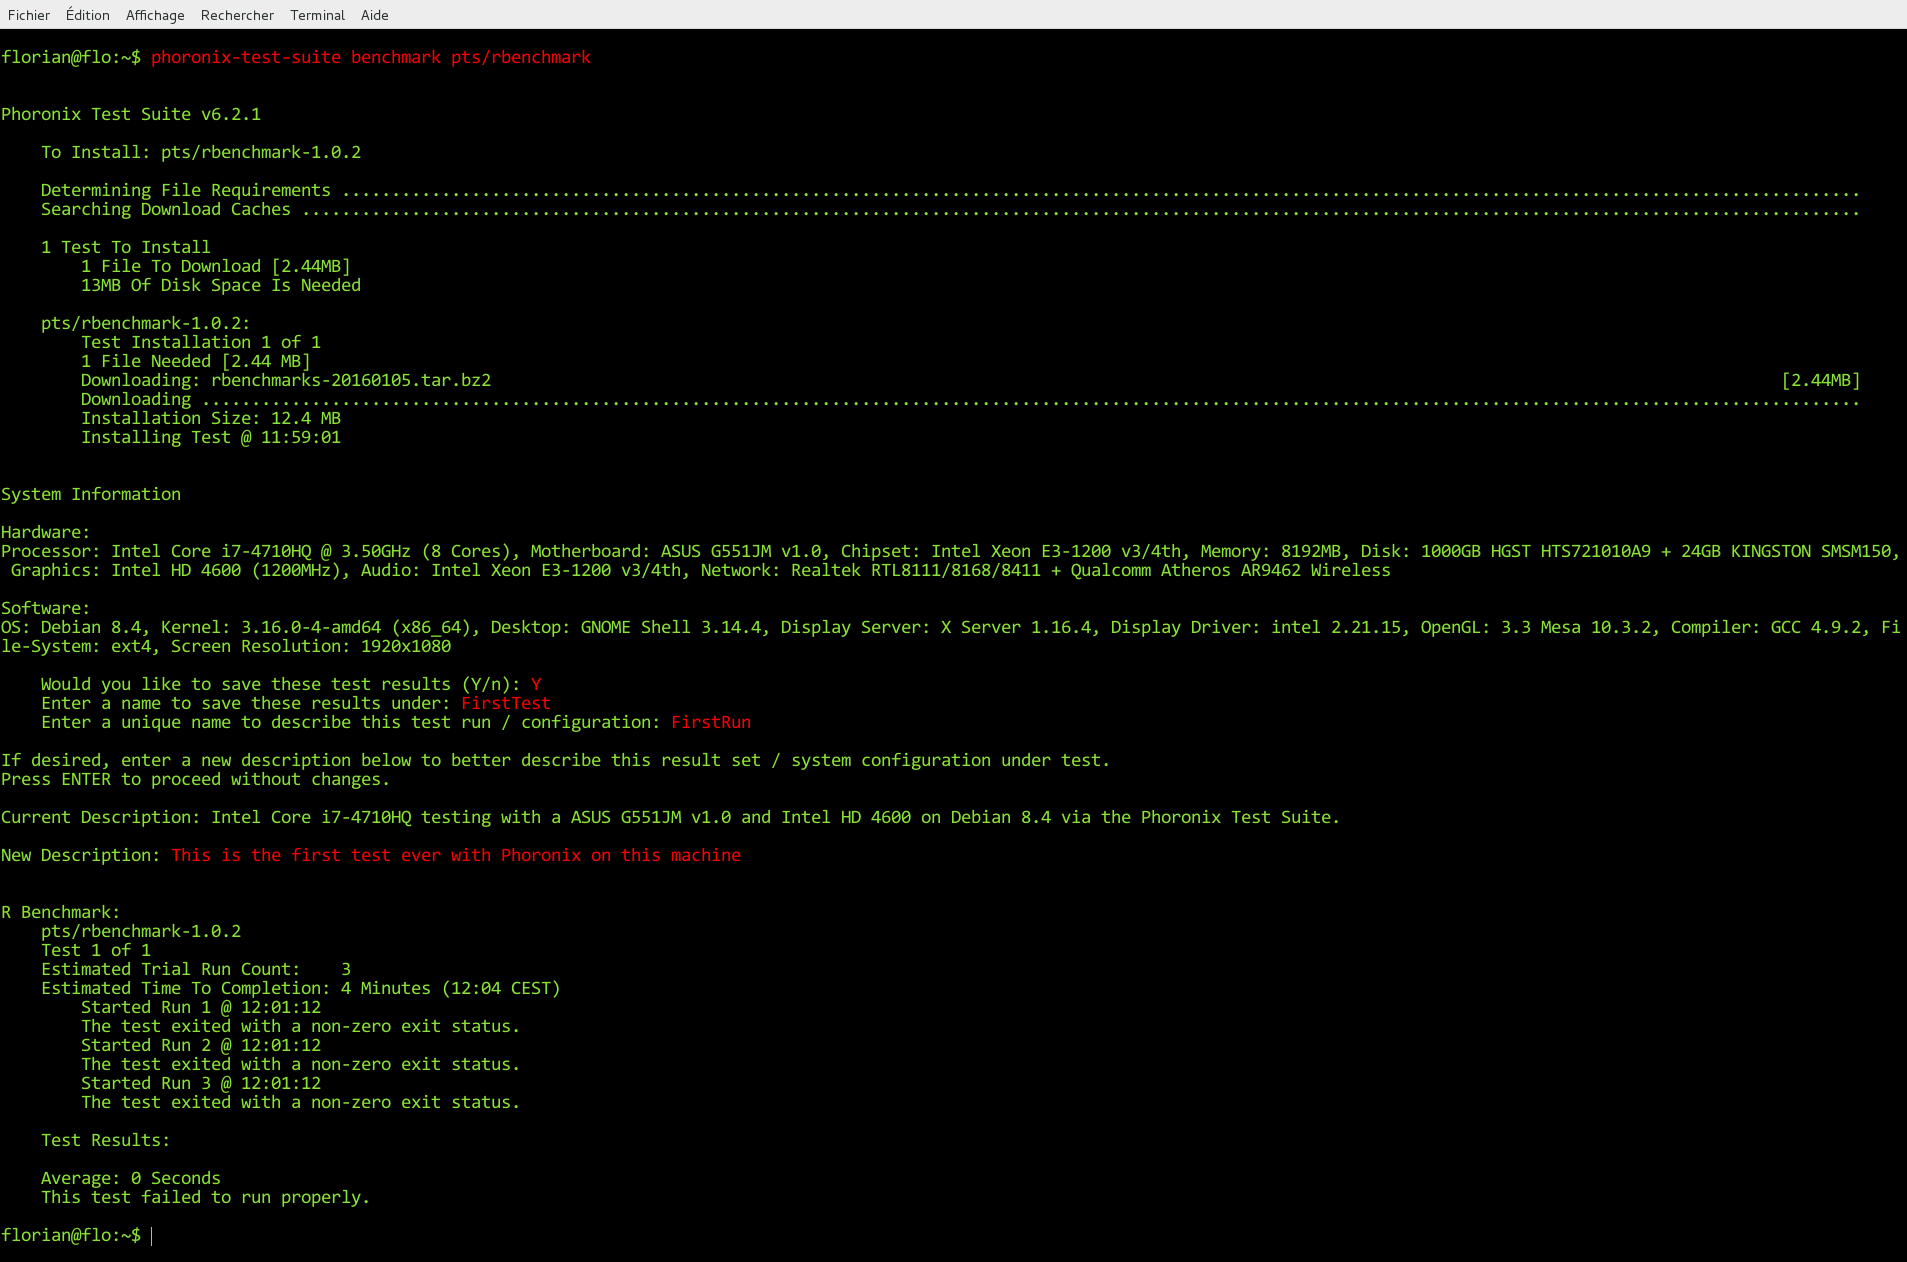 Fichier Édition Affichage Rechercher Terminal Aide
florian@flo:~$ phoronix-test-suite benchmark pts/rbenchmark
Phoronix Test Suite v6.2.1
To Install: pts/rbenchmark-1.0.2
Determining File Requirements ........................................................................................................................................................
Searching Download Caches ............................................................................................................................................................
1 Test To Install
1 File To Download [2.44MB]
13MB Of Disk Space Is Needed
pts/rbenchmark-1.0.2:
Test Installation 1 of 1
1 File Needed [2.44 MB]
Downloading: rbenchmarks-20160105.tar.bz2 [2.44MB]
Downloading ......................................................................................................................................................................
Installation Size: 12.4 MB
Installing Test @ 11:59:01
System Information
Hardware:
Processor: Intel Core i7-4710HQ @ 3.50GHz (8 Cores), Motherboard: ASUS G551JM v1.0, Chipset: Intel Xeon E3-1200 v3/4th, Memory: 8192MB, Disk: 1000GB HGST HTS721010A9 + 24GB KINGSTON SMSM150,
Graphics: Intel HD 4600 (1200MHz), Audio: Intel Xeon E3-1200 v3/4th, Network: Realtek RTL8111/8168/8411 + Qualcomm Atheros AR9462 Wireless
Software:
OS: Debian 8.4, Kernel: 3.16.0-4-amd64 (x86_64), Desktop: GNOME Shell 3.14.4, Display Server: X Server 1.16.4, Display Driver: intel 2.21.15, OpenGL: 3.3 Mesa 10.3.2, Compiler: GCC 4.9.2, Fi
le-System: ext4, Screen Resolution: 1920x1080
Would you like to save these test results (Y/n): Y
Enter a name to save these results under: FirstTest
Enter a unique name to describe this test run / configuration: FirstRun
If desired, enter a new description below to better describe this result set / system configuration under test.
Press ENTER to proceed without changes.
Current Description: Intel Core i7-4710HQ testing with a ASUS G551JM v1.0 and Intel HD 4600 on Debian 8.4 via the Phoronix Test Suite.
New Description: This is the first test ever with Phoronix on this machine
R Benchmark:
pts/rbenchmark-1.0.2
Test 1 of 1
Estimated Trial Run Count: 3
Estimated Time To Completion: 4 Minutes (12:04 CEST)
Started Run 1 @ 12:01:12
The test exited with a non-zero exit status.
Started Run 2 @ 12:01:12
The test exited with a non-zero exit status.
Started Run 3 @ 12:01:12
The test exited with a non-zero exit status.
Test Results:
Average: 0 Seconds
This test failed to run properly.
florian@flo:~$